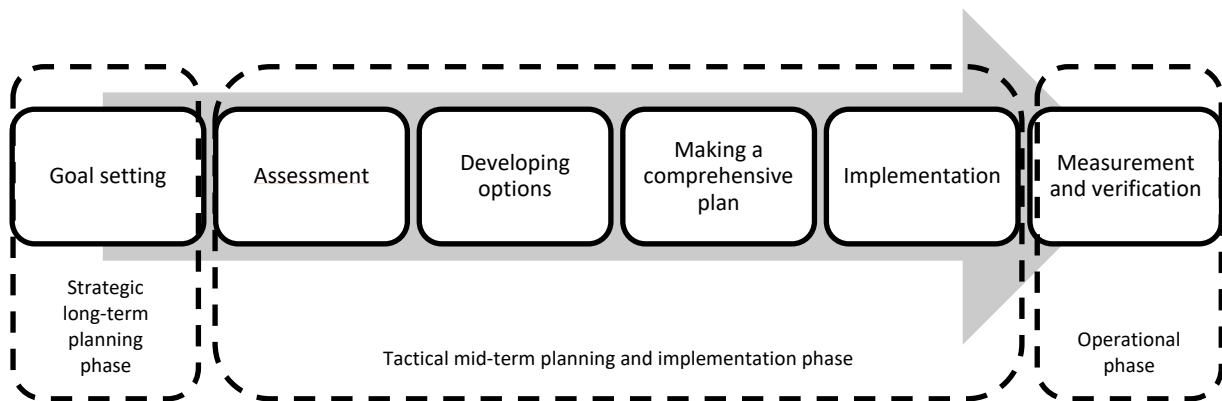 Goal setting
Assessment
Developing
options
Making a
comprehensive
plan
Implementation
Measurement
and verification
Strategic
long-term
planning
phase
Tactical mid-term planning and implementation phase
Operational
phase